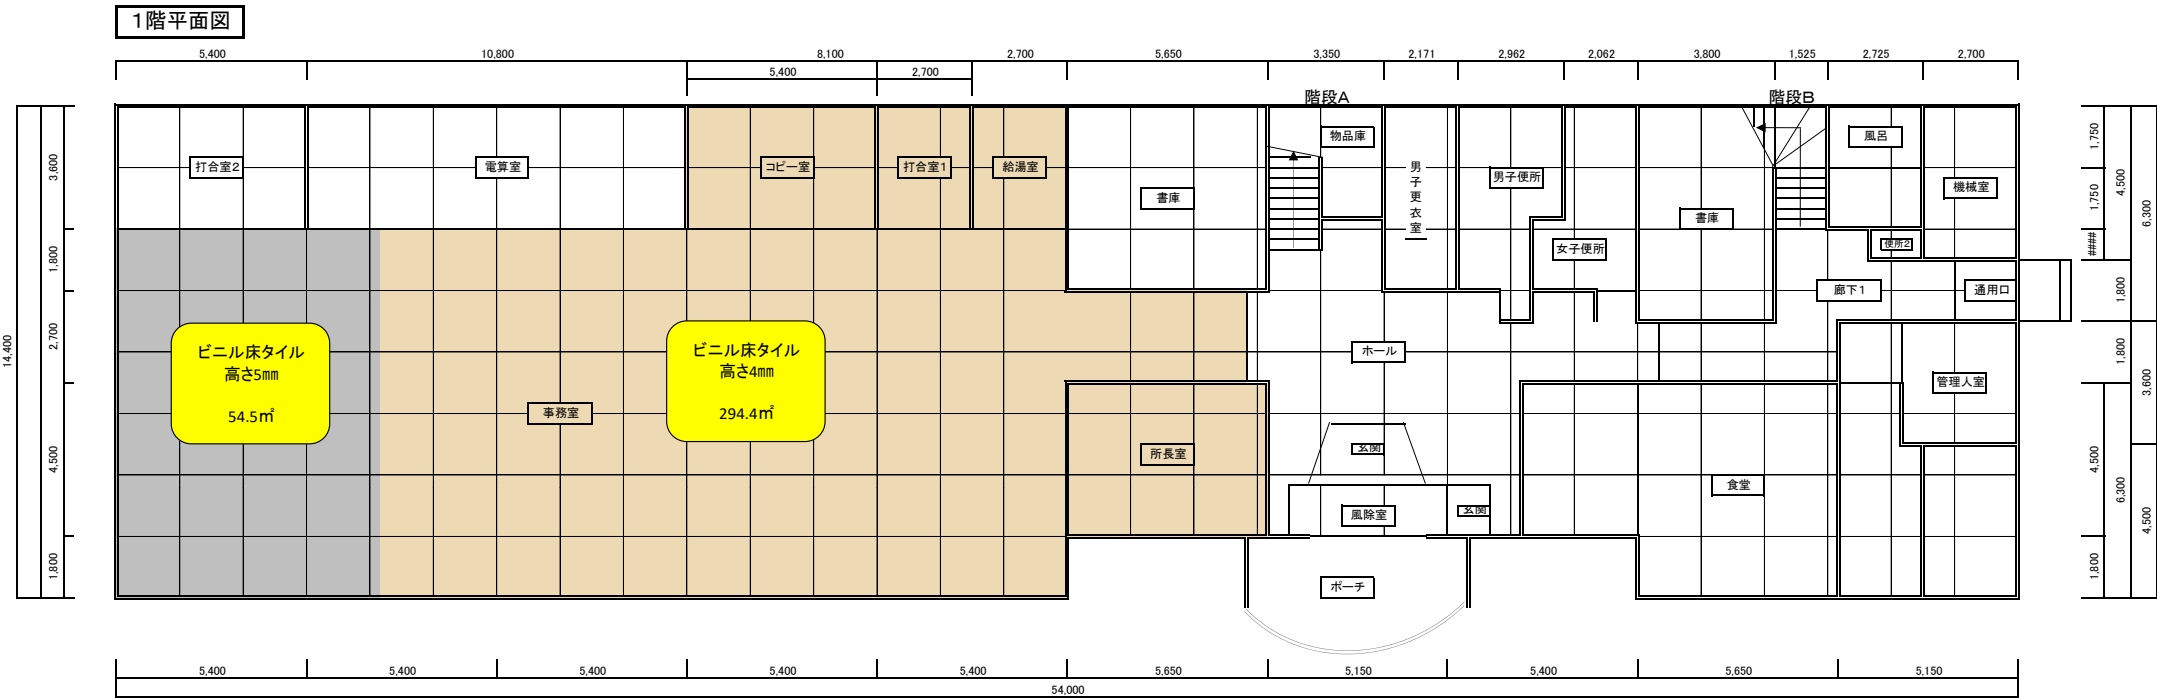 1階平面図
5,400
10,800
8,100
2,700
5,650
3,350
2,171
2,962
2,062
3,800
1,525
2,725
2,700
5,400
2,700
階段A
階段B
打合室2
電算室
コピー室
打合室1
給湯室
書庫
物品庫
男子更衣室
男子便所
女子便所
書庫
風呂
機械室
便所2
廊下1
通用口
ビニル床タイル
高さ5㎜
54.5㎡
ビニル床タイル
高さ4㎜
294.4㎡
事務室
ホール
管理人室
所長室
玄関
食堂
風除室
玄関
ポーチ
14,400
3,600
1,800
2,700
4,500
1,800
1,750
1,750
####
1,800
1,800
4,500
1,800
4,500
6,300
6,300
3,600
4,500
5,400
5,400
5,400
5,400
5,400
5,650
5,150
5,400
5,650
5,150
54,000